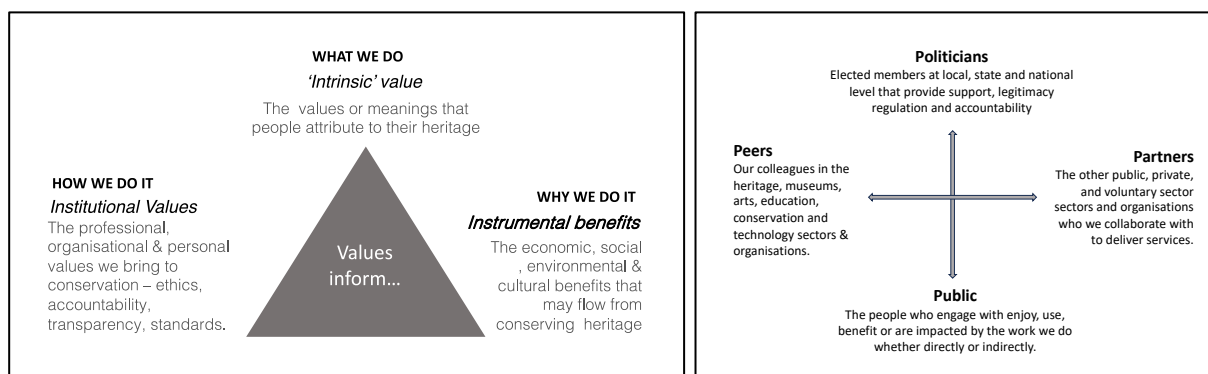 WHAT WE DO
'Intrinsic' value
The values or meanings that
people attribute to their heritage
HOW WE DO IT
Institutional Values
The professional,
organisational & personal
values we bring to
conservation – ethics,
accountability,
transparency, standards.
Values
inform...
WHY WE DO IT
Instrumental benefits
The economic, social
, environmental &
cultural benefits that
may flow from
conserving heritage
Politicians
Elected members at local, state and national
level that provide support, legitimacy
regulation and accountability
Peers
Our colleagues in the
heritage, museums,
arts, education,
conservation and
technology sectors &
organisations.
Partners
The other public, private,
and voluntary sector
sectors and organisations
who we collaborate with
to deliver services.
Public
The people who engage with enjoy, use,
benefit or are impacted by the work we do
whether directly or indirectly.